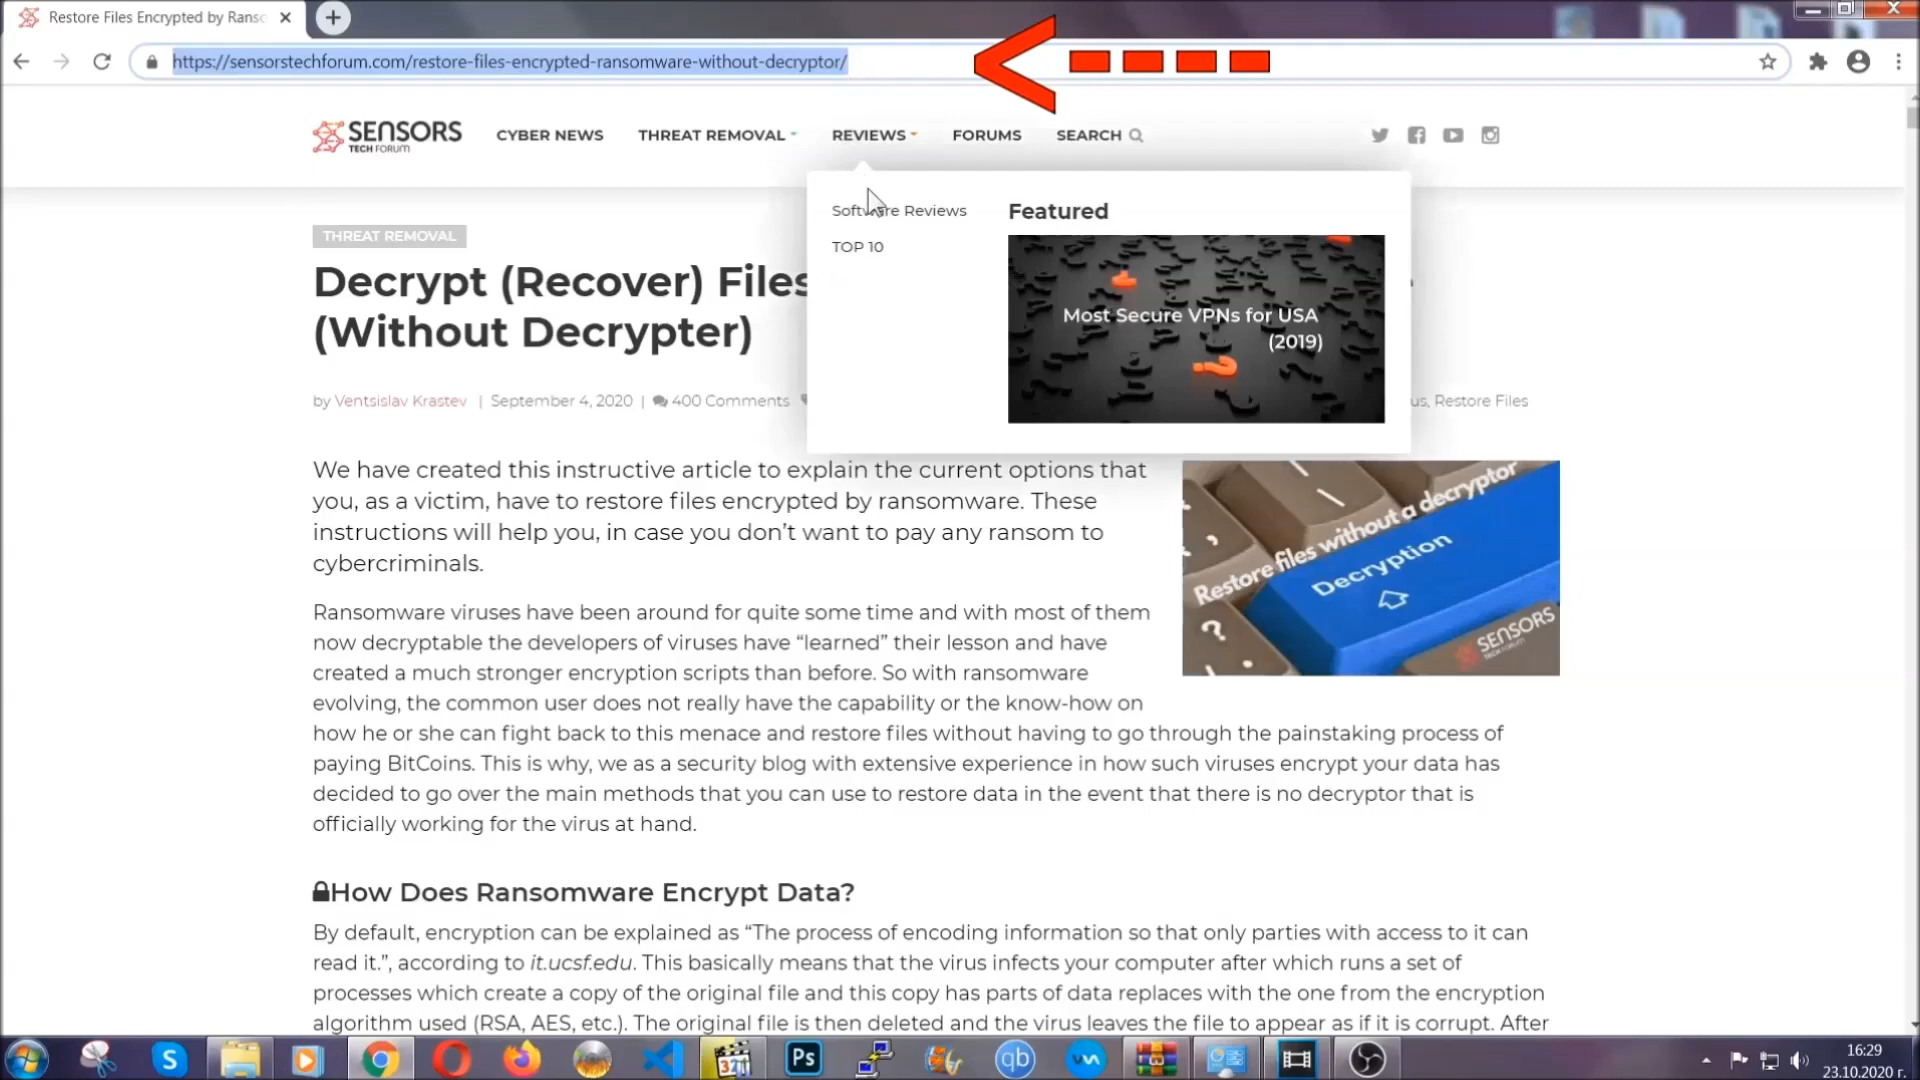 Restore Files Encrypted by Ranso
https://sensorstechforum.com/restore-files-encrypted-ransomware-without-decryptor/
SENSORS
TECH FORUM
CYBER NEWS
THREAT REMOVAL
REVIEWS
FORUMS
SEARCH
Software Reviews
TOP 10
Featured
Most Secure VPNs for USA
(2019)
THREAT REMOVAL
Decrypt (Recover) Files
(Without Decrypter)
by Ventsislav Krastev | September 4, 2020 | 400 Comments
us, Restore Files
We have created this instructive article to explain the current options that
you, as a victim, have to restore files encrypted by ransomware. These
instructions will help you, in case you don’t want to pay any ransom to
cybercriminals.
Restore files without a decryptor
Decryption
SENSORS
Ransomware viruses have been around for quite some time and with most of them
now decryptable the developers of viruses have “learned” their lesson and have
created a much stronger encryption scripts than before. So with ransomware
evolving, the common user does not really have the capability or the know-how on
how he or she can fight back to this menace and restore files without having to go through the painstaking process of
paying BitCoins. This is why, we as a security blog with extensive experience in how such viruses encrypt your data has
decided to go over the main methods that you can use to restore data in the event that there is no decryptor that is
officially working for the virus at hand.
How Does Ransomware Encrypt Data?
By default, encryption can be explained as “The process of encoding information so that only parties with access to it can
read it.”, according to it.ucsf.edu. This basically means that the virus infects your computer after which runs a set of
processes which create a copy of the original file and this copy has parts of data replaces with the one from the encryption
algorithm used (RSA, AES, etc.). The original file is then deleted and the virus leaves the file to appear as if it is corrupt. After
S
321
Ps
qb
16:29
23.10.2020 г.